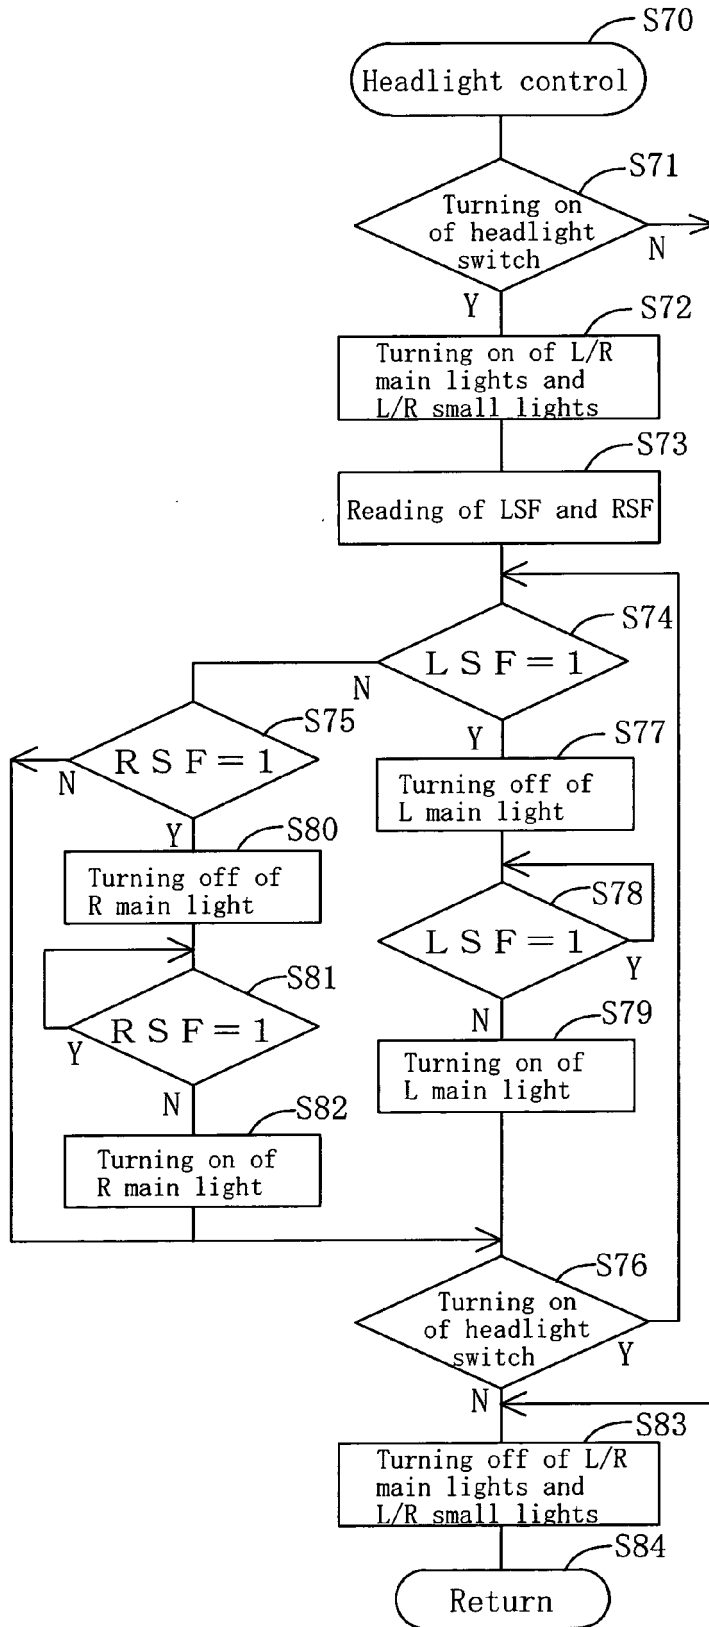 S70
Headlight control
S71
Turning on
of headlight
switch
N
Y
S72
Turning on of L/R
main lights and
L/R small lights
S73
Reading of LSF and RSF
S74
L S F = 1
N
Y
S75
R S F = 1
N
Y
S77
Turning off of
L main light
S80
Turning off of
R main light
S78
L S F = 1
Y
N
S81
R S F = 1
Y
N
S79
Turning on of
L main light
S82
Turning on of
R main light
S76
Turning on
of headlight
switch
Y
N
S83
Turning off of L/R
main lights and
L/R small lights
S84
Return